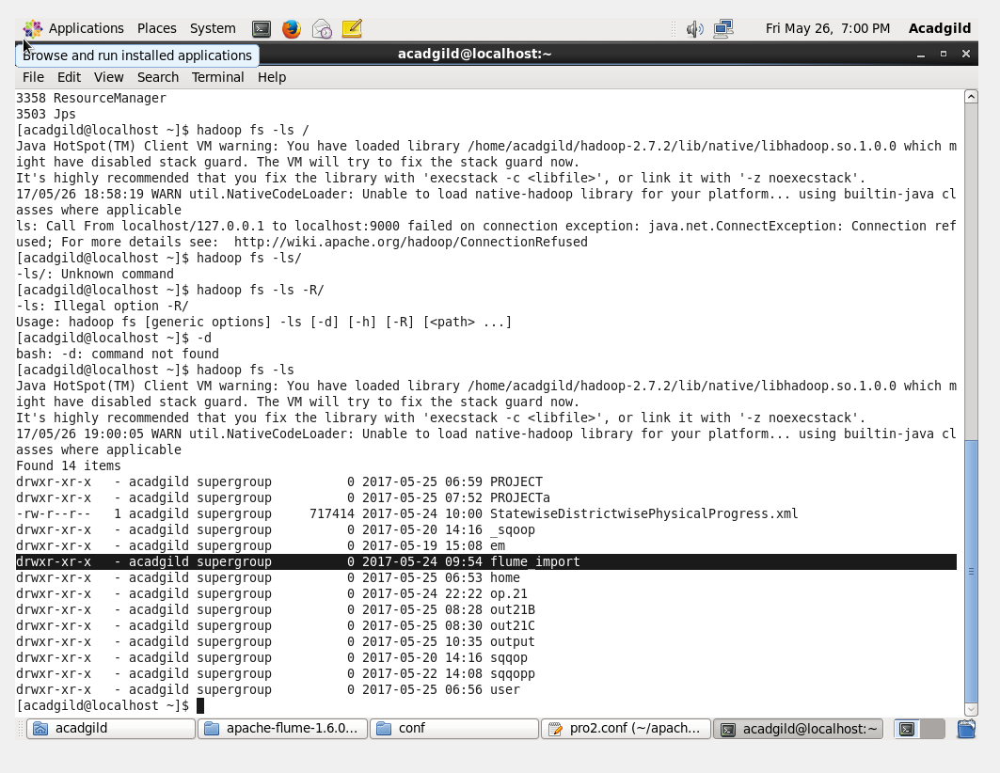 Applications Places System Fri May 26, 7:00 PM Acadgild
Browse and run installed applications
acadgild@localhost:~
File Edit View Search Terminal Help
3358 ResourceManager
3503 Jps
[acadgild@localhost ~]$ hadoop fs -ls /
Java HotSpot(TM) Client VM warning: You have loaded library /home/acadgild/hadoop-2.7.2/lib/native/libhadoop.so.1.0.0 which m
ight have disabled stack guard. The VM will try to fix the stack guard now.
It's highly recommended that you fix the library with 'execstack -c <libfile>', or link it with '-z noexecstack'.
17/05/26 18:58:19 WARN util.NativeCodeLoader: Unable to load native-hadoop library for your platform... using builtin-java cl
asses where applicable
ls: Call From localhost/127.0.0.1 to localhost:9000 failed on connection exception: java.net.ConnectException: Connection ref
used; For more details see:  http://wiki.apache.org/hadoop/ConnectionRefused
[acadgild@localhost ~]$ hadoop fs -ls/
-ls/: Unknown command
[acadgild@localhost ~]$ hadoop fs -ls -R/
-ls: Illegal option -R/
Usage: hadoop fs [generic options] -ls [-d] [-h] [-R] [<path> ...]
[acadgild@localhost ~]$ -d
bash: -d: command not found
[acadgild@localhost ~]$ hadoop fs -ls
Java HotSpot(TM) Client VM warning: You have loaded library /home/acadgild/hadoop-2.7.2/lib/native/libhadoop.so.1.0.0 which m
ight have disabled stack guard. The VM will try to fix the stack guard now.
It's highly recommended that you fix the library with 'execstack -c <libfile>', or link it with '-z noexecstack'.
17/05/26 19:00:05 WARN util.NativeCodeLoader: Unable to load native-hadoop library for your platform... using builtin-java cl
asses where applicable
Found 14 items
drwxr-xr-x   - acadgild supergroup          0 2017-05-25 06:59 PROJECT
drwxr-xr-x   - acadgild supergroup          0 2017-05-25 07:52 PROJECTa
-rw-r--r--   1 acadgild supergroup     717414 2017-05-24 10:00 StatewiseDistrictwisePhysicalProgress.xml
drwxr-xr-x   - acadgild supergroup          0 2017-05-20 14:16 _sqoop
drwxr-xr-x   - acadgild supergroup          0 2017-05-19 15:08 em
drwxr-xr-x   - acadgild supergroup          0 2017-05-24 09:54 flume_import
drwxr-xr-x   - acadgild supergroup          0 2017-05-25 06:53 home
drwxr-xr-x   - acadgild supergroup          0 2017-05-24 22:22 op.21
drwxr-xr-x   - acadgild supergroup          0 2017-05-25 08:28 out21B
drwxr-xr-x   - acadgild supergroup          0 2017-05-25 08:30 out21C
drwxr-xr-x   - acadgild supergroup          0 2017-05-25 10:35 output
drwxr-xr-x   - acadgild supergroup          0 2017-05-20 14:16 sqqop
drwxr-xr-x   - acadgild supergroup          0 2017-05-22 14:08 sqqopp
drwxr-xr-x   - acadgild supergroup          0 2017-05-25 06:56 user
[acadgild@localhost ~]$
acadgild apache-flume-1.6.0... conf pro2.conf (~/apach... acadgild@localhost:~